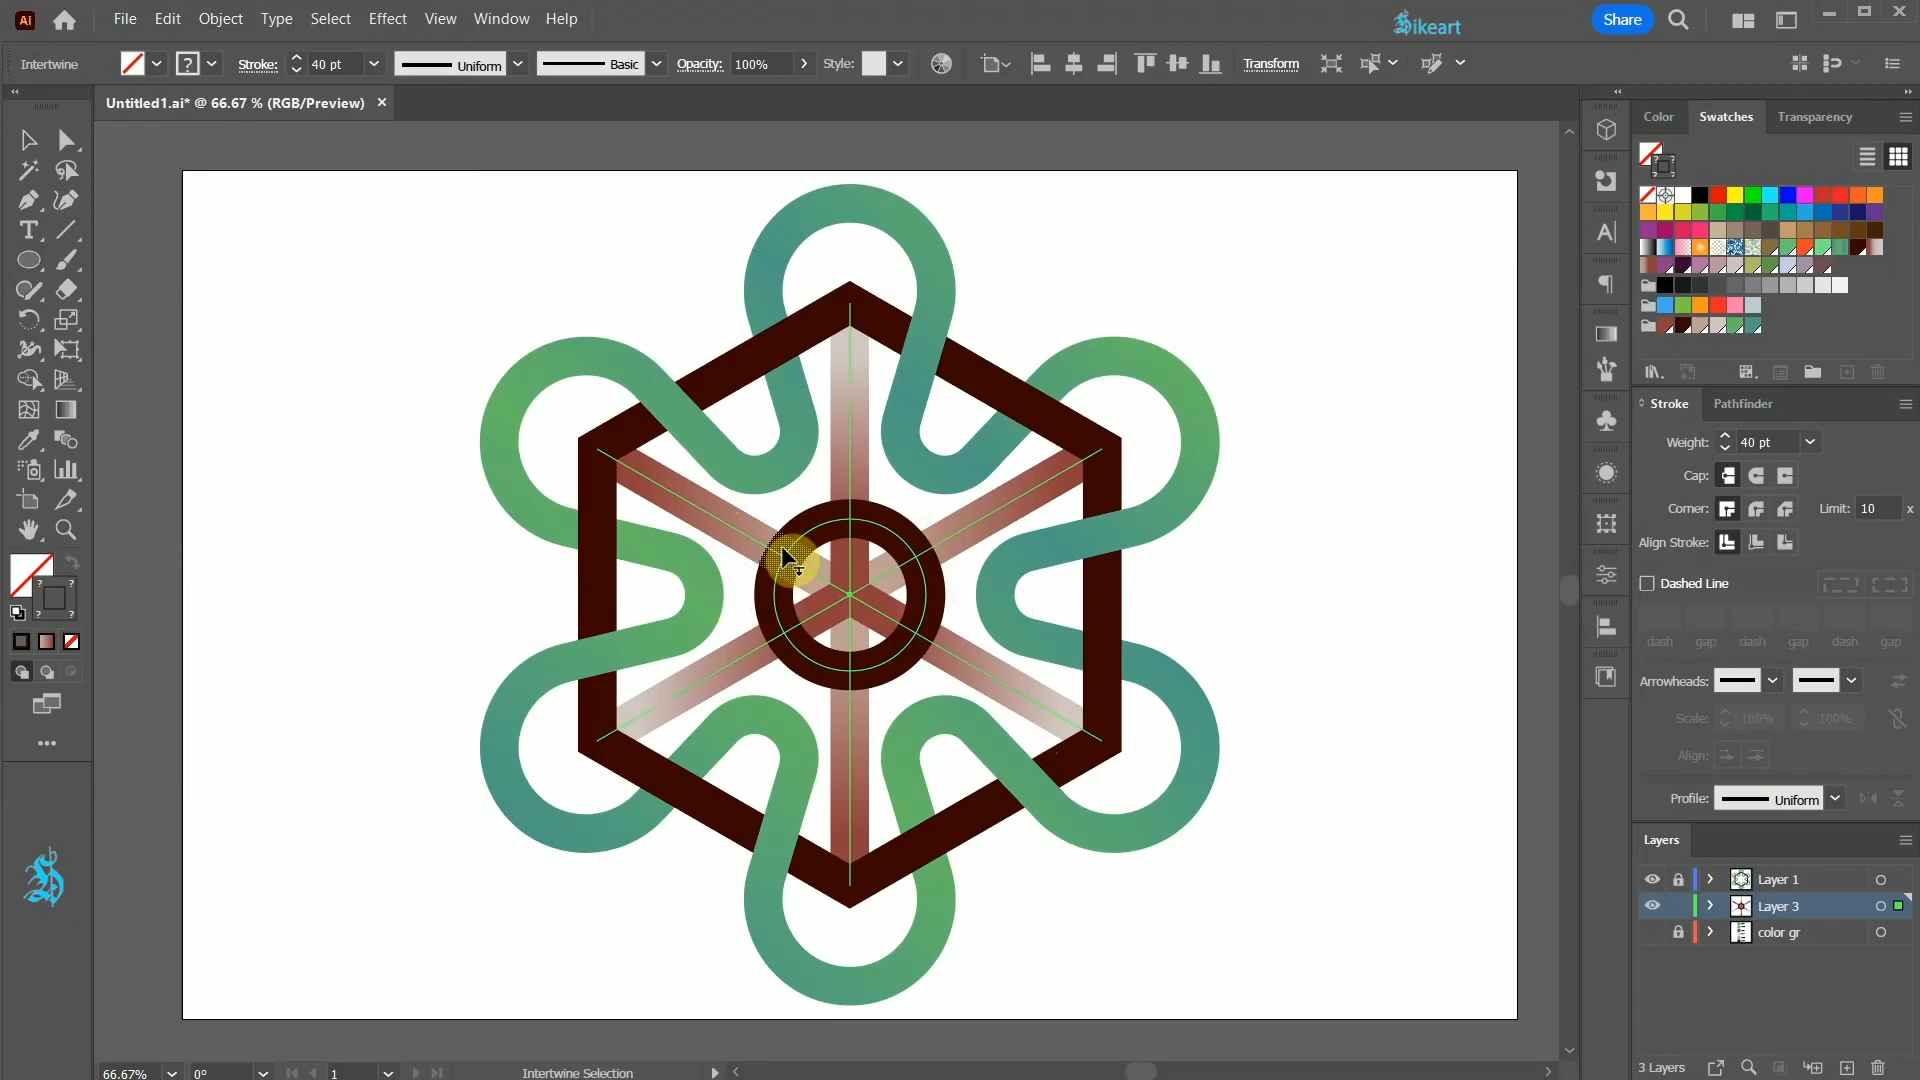 Ai File Edit Object Type Select Effect View Window Help Sikeart Share
Intertwine ? Stroke: 40 pt Uniform Basic Opacity: 100% Style: Transform
Untitled1.ai* @ 66.67 % (RGB/Preview) ×
Color Swatches Transparency
Stroke Pathfinder
Weight: 40 pt
Cap:
Corner: Limit: 10 x
Align Stroke:
Dashed Line
dash gap dash gap dash gap
Arrowheads:
Scale: 100% 100%
Align:
Profile: Uniform
Layers
Layer 1
Layer 3
color gr
3 Layers
66.67% 0° 1 Intertwine Selection